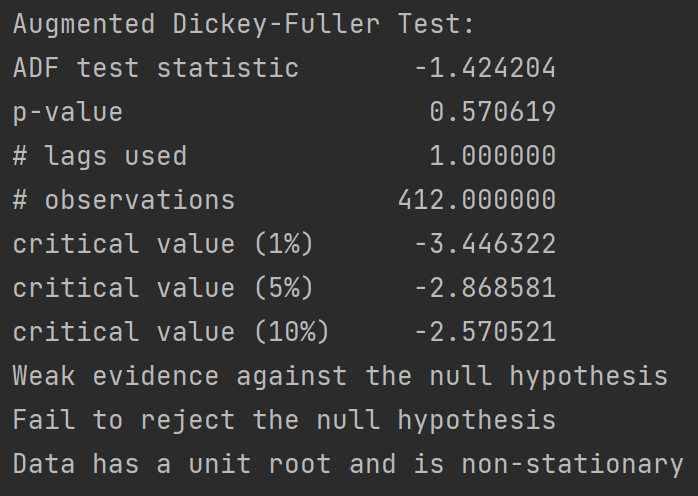 Augmented Dickey-Fuller Test:
ADF test statistic -1.424204
p-value 0.570619
# lags used 1.000000
# observations 412.000000
critical value (1%) -3.446322
critical value (5%) -2.868581
critical value (10%) -2.570521
Weak evidence against the null hypothesis
Fail to reject the null hypothesis
Data has a unit root and is non-stationary